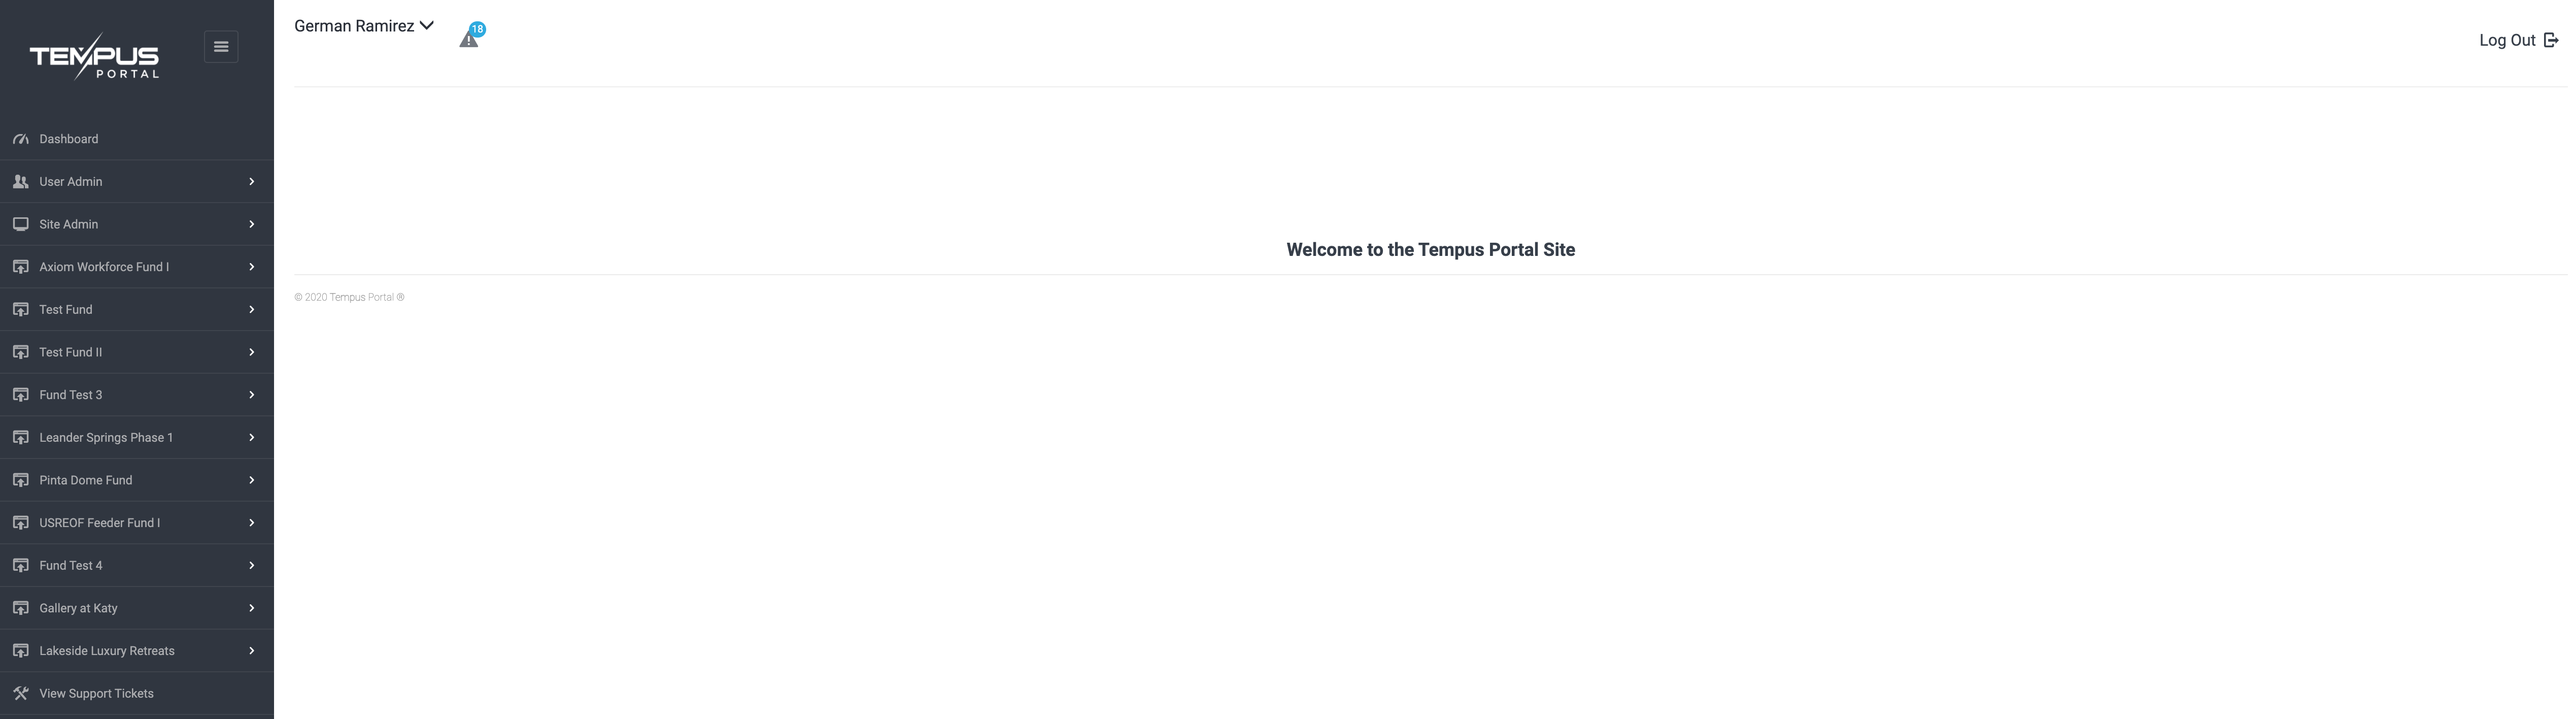 TEMPUS
PORTAL
German Ramirez
18
Log Out
Dashboard
User Admin
Site Admin
Axiom Workforce Fund I
Test Fund
Test Fund II
Fund Test 3
Leander Springs Phase 1
Pinta Dome Fund
USREOF Feeder Fund I
Fund Test 4
Gallery at Katy
Lakeside Luxury Retreats
View Support Tickets
Welcome to the Tempus Portal Site
© 2020 Tempus Portal ®